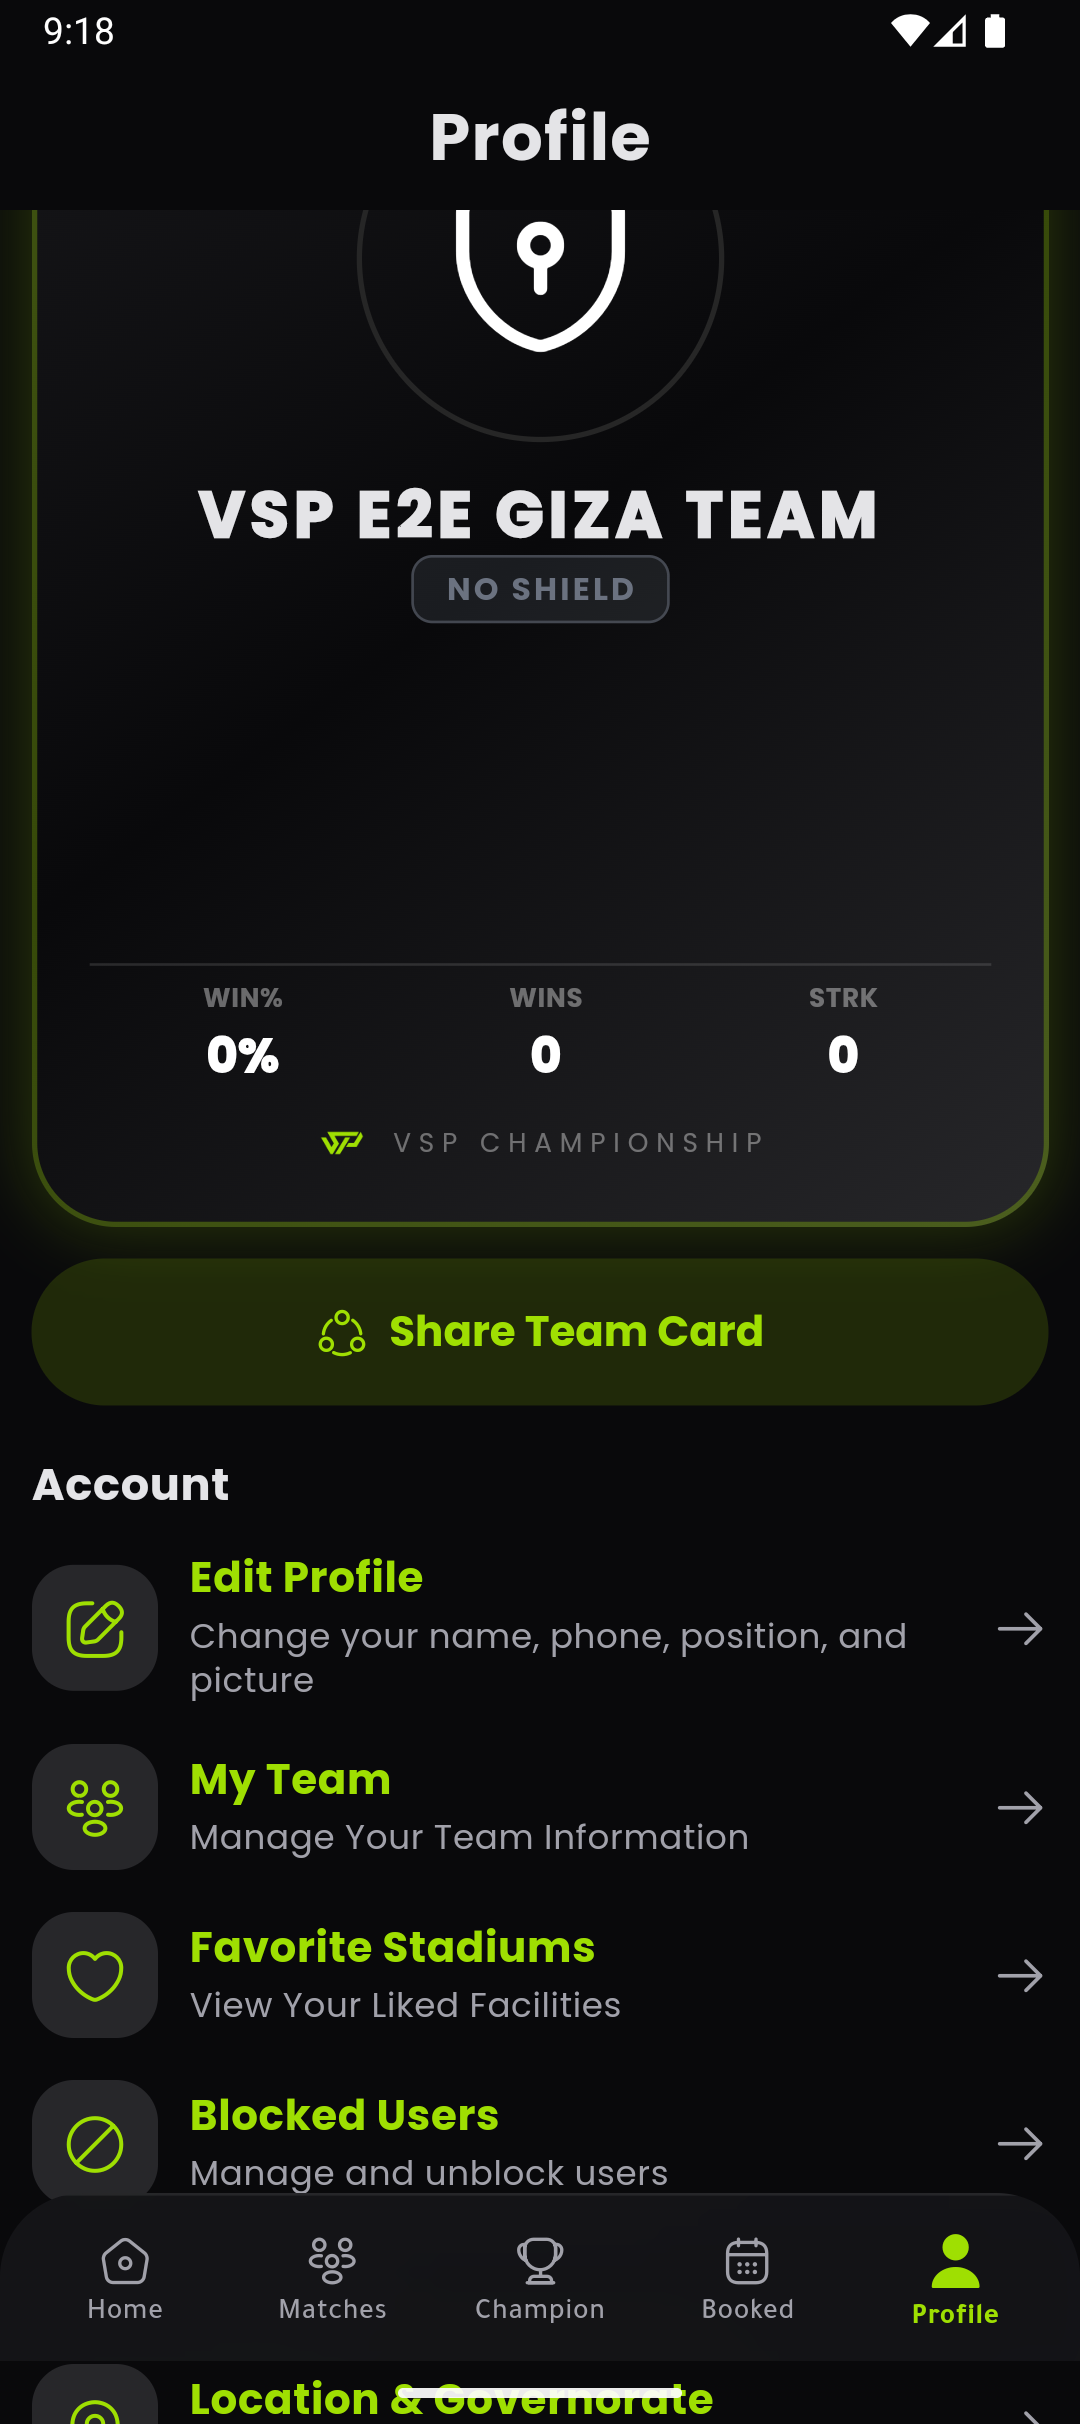 9:18
Profile
VSP E2E GIZA TEAM
NO SHIELD
WIN% WINS STRK
0% 0 0
VSP CHAMPIONSHIP
Share Team Card
Account
Edit Profile
Change your name, phone, position, and
picture
My Team
Manage Your Team Information
Favorite Stadiums
View Your Liked Facilities
Blocked Users
Manage and unblock users
Home Matches Champion Booked Profile
Location & Governorate